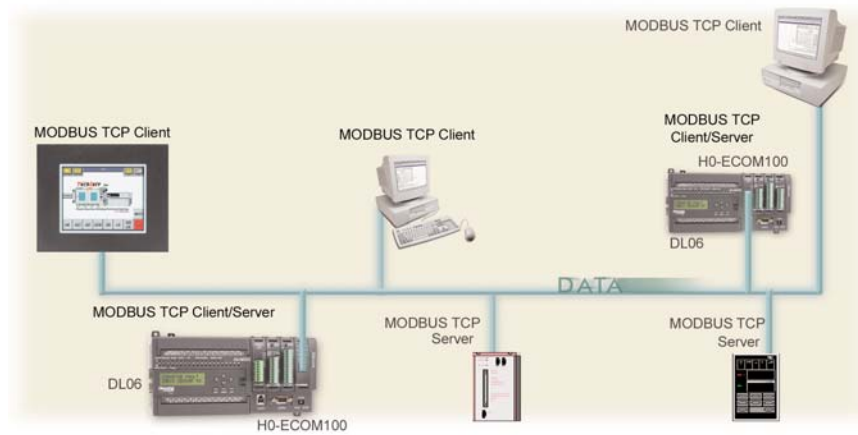 MODBUS TCP Client
MODBUS TCP Client
MODBUS TCP Client
MODBUS TCP
Client/Server
H0-ECOM100
DL06
DATA
MODBUS TCP Client/Server
DL06
H0-ECOM100
MODBUS TCP
Server
MODBUS TCP
Server